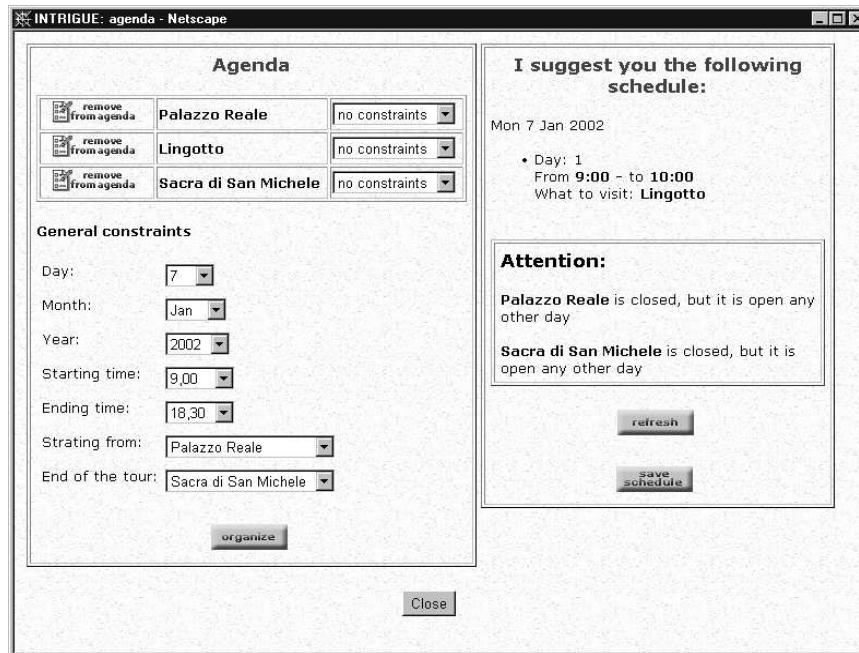 INTRIGUE: agenda - Netscape
Agenda
remove
from agenda
Palazzo Reale
no constraints
remove
from agenda
Lingotto
no constraints
remove
from agenda
Sacra di San Michele
no constraints
General constraints
Day:
7
Month:
Jan
Year:
2002
Starting time:
9,00
Ending time:
18,30
Strating from:
Palazzo Reale
End of the tour:
Sacra di San Michele
organize
I suggest you the following
schedule:
Mon 7 Jan 2002
• Day: 1
From 9:00 - to 10:00
What to visit: Lingotto
Attention:
Palazzo Reale is closed, but it is open any
other day
Sacra di San Michele is closed, but it is
open any other day
refresh
save
schedule
Close